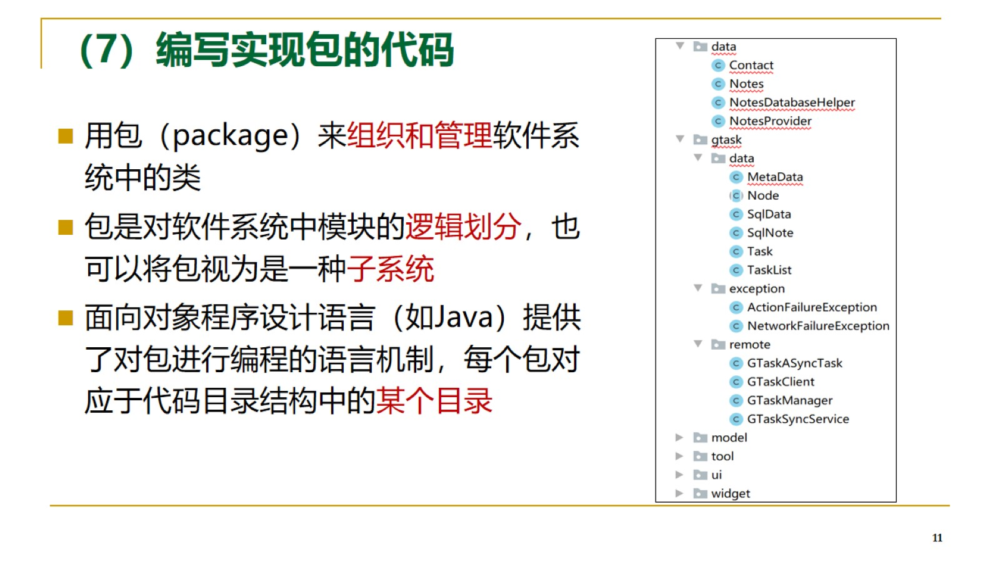 （7）编写实现包的代码
用包（package）来组织和管理软件系
统中的类
包是对软件系统中模块的逻辑划分，也
可以将包视为是一种子系统
面向对象程序设计语言（如Java）提供
了对包进行编程的语言机制，每个包对
应于代码目录结构中的某个目录
data
Contact
Notes
NotesDatabaseHelper
NotesProvider
gtask
data
MetaData
Node
SqlData
SqlNote
Task
TaskList
exception
ActionFailureException
NetworkFailureException
remote
GTaskASyncTask
GTaskClient
GTaskManager
GTaskSyncService
model
tool
ui
widget
11